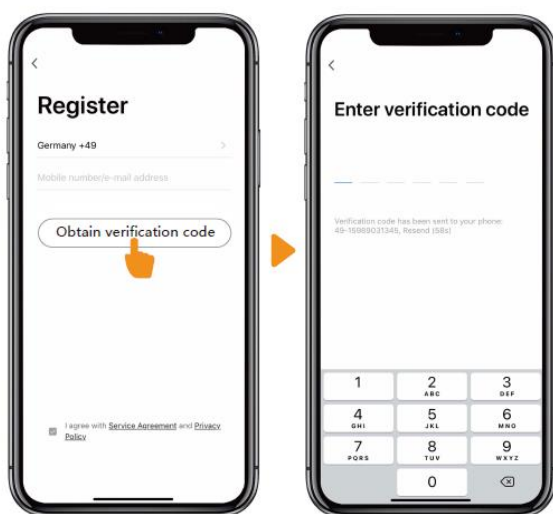 Register
Germany +49
Mobile number/e-mail address
Obtain verification code
I agree with Service Agreement and Privacy
Policy
Enter verification code
Verification code has been sent to your phone:
49-15989031346, Resend (58s)
1
2
ABC
3
DEF
4
GHI
5
JKL
6
MNO
7
PQRS
8
TUV
9
WXYZ
0